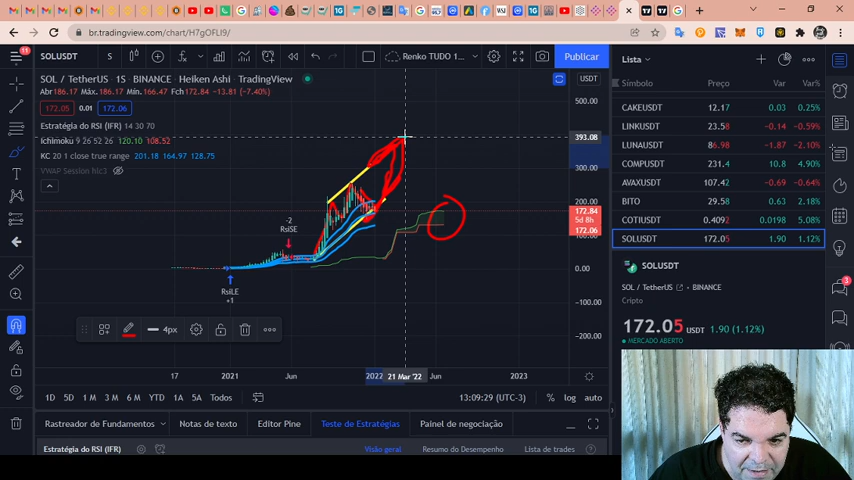 br.tradingview.com/chart/H7gOFLI9/
11
SOLUSDT
S
Renko TUDO 1...
Publicar
Lista
SOL / TetherUS · 1S · BINANCE · Heiken Ashi · TradingView
Abr186.17 Máx.186.17 Mín.166.47 Fch172.84 -13.81 (-7.40%)
172.05 0.01 172.06
Estratégia do RSI (IFR) 14 30 70
Ichimoku 9 26 52 26 120.10 108.52
KC 20 1 close true range 201.18 164.97 128.75
VWAP Session hlc3
USDT
500.00
393.08
300.00
200.00
172.84
5d 8h
172.06
100.00
0.00
-100.00
-200.00
-2
RsiSE
RsiLE
+1
4px
17 2021 Jun 2022 21 Mar '22 Jun 2023
1D 5D 1M 3M 6M YTD 1A 5A Todos
13:09:29 (UTC-3) % log auto
Rastreador de Fundamentos Notas de texto Editor Pine Teste de Estratégias Painel de negociação
Estratégia do RSI (IFR) Visão geral Resumo do Desempenho Lista de trades
Símbolo Preço Var Var%
CAKEUSDT 12.17 0.03 0.25%
LINKUSDT 23.58 -0.14 -0.59%
LUNAUSDT 86.98 -1.87 -2.10%
COMPUSDT 231.4 10.8 4.90%
AVAXUSDT 107.42 -0.69 -0.64%
BITO 29.58 0.63 2.18%
COTIUSDT 0.4092 0.0198 5.08%
SOLUSDT 172.05 1.90 1.12%
SOLUSDT
SOL / TetherUS · BINANCE
Cripto
172.05 USDT 1.90 (1.12%)
MERCADO ABERTO
3